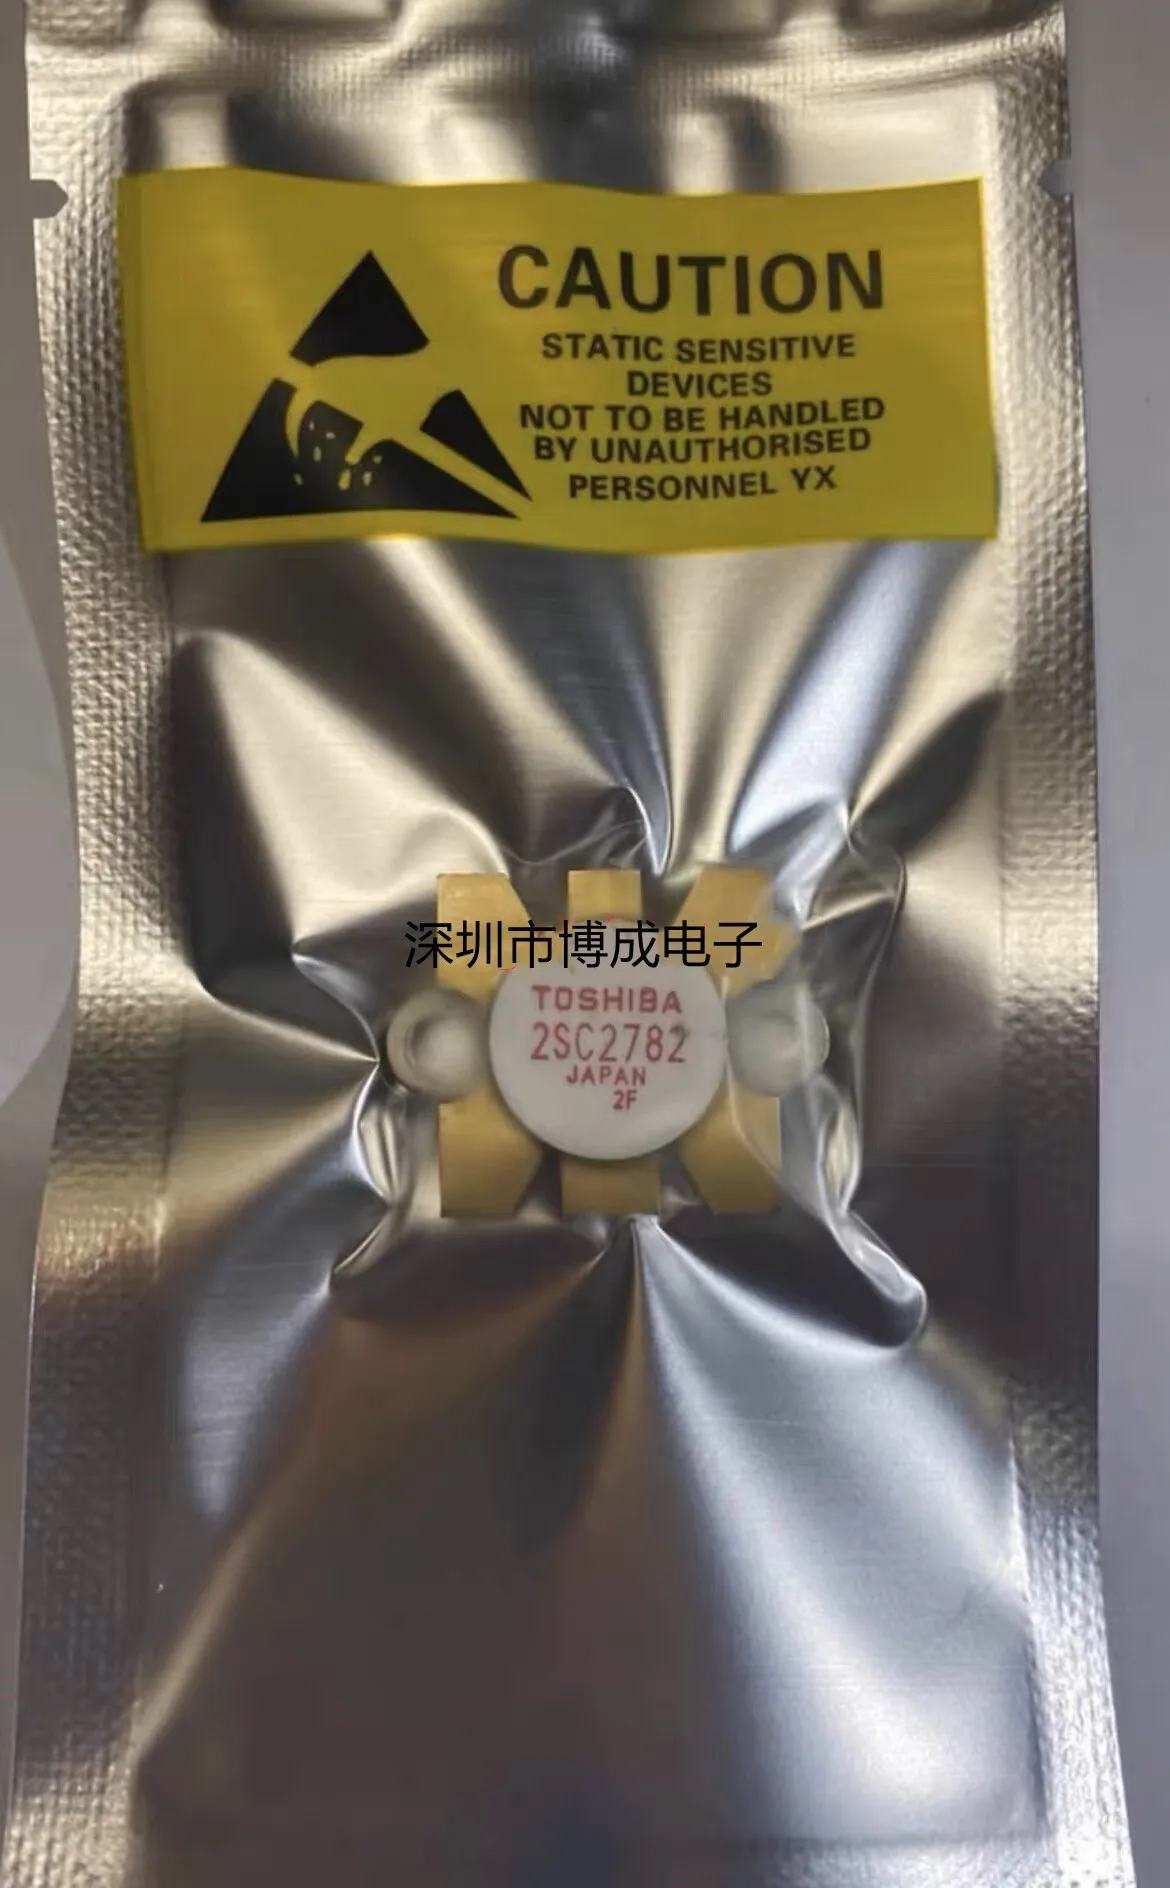 CAUTION
STATIC SENSITIVE
DEVICES
NOT TO BE HANDLED
BY UNAUTHORISED
PERSONNEL YX
深圳市博成电子
TOSHIBA
2SC2782
JAPAN
2F